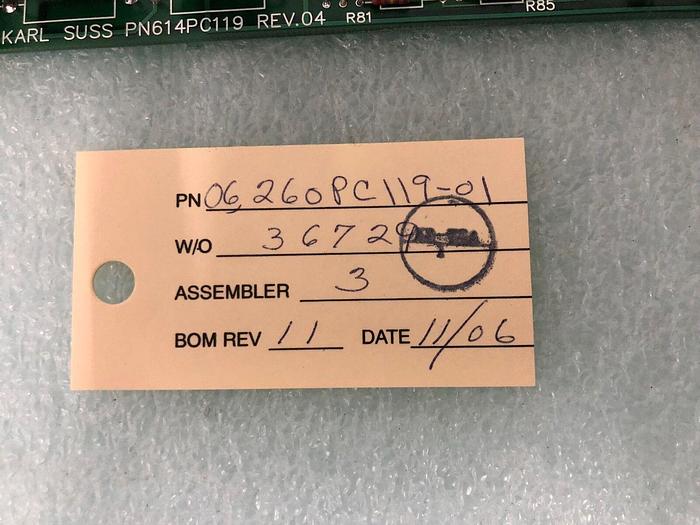 KARL SUSS PN614PC119 REV.04
R81
R85
PN 06,260PC119-01
W/O 36729
ASSEMBLER 3
BOM REV 11 DATE 11/06